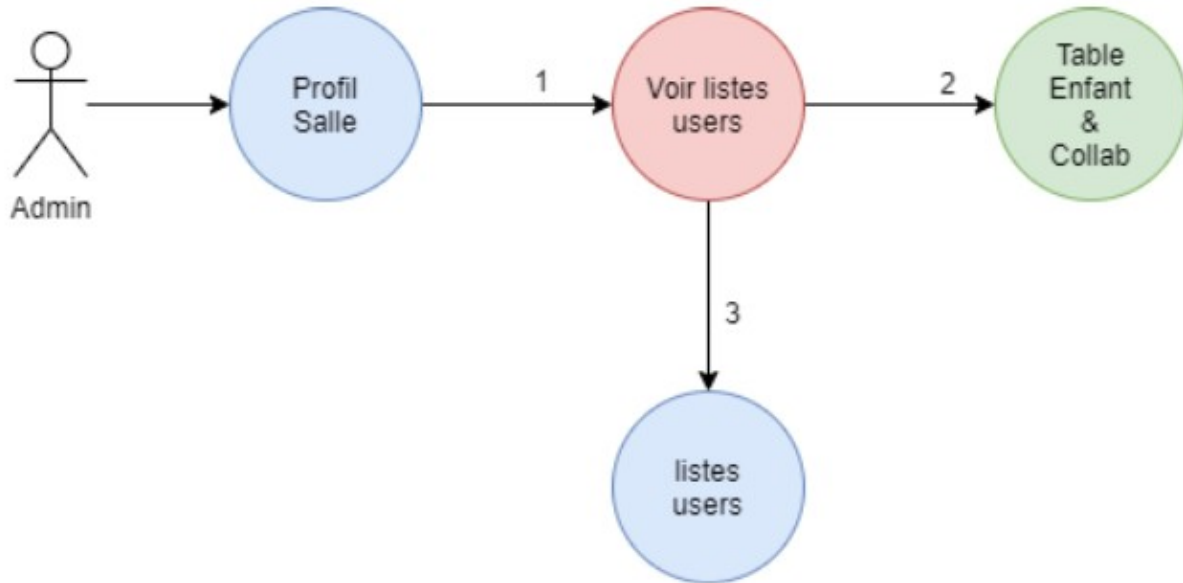 Profil
Salle
1
Voir listes
users
2
Table
Enfant
&
Collab
Admin
3
listes
users